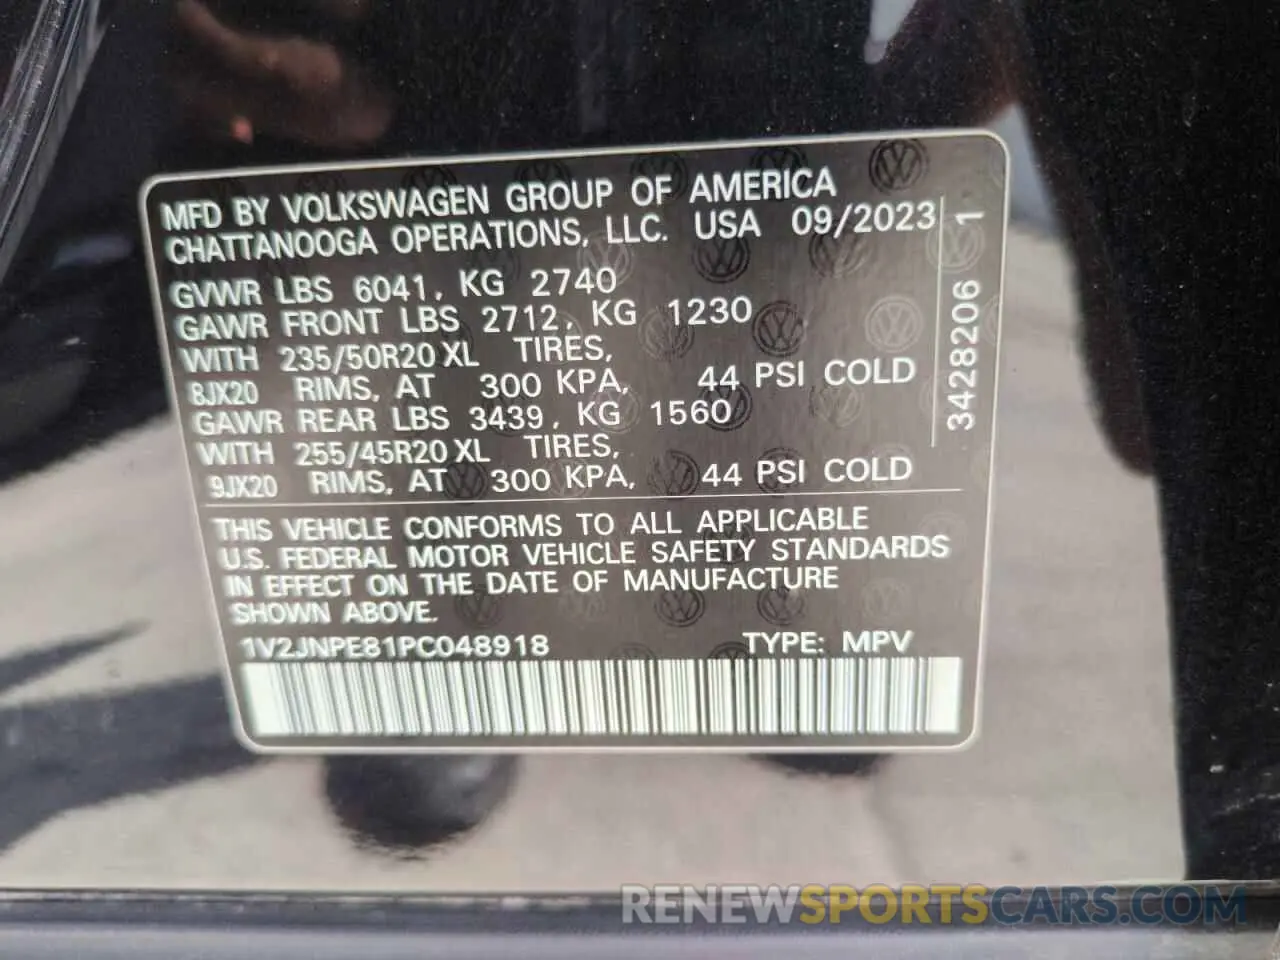 MFD BY VOLKSWAGEN GROUP OF AMERICA
CHATTANOOGA OPERATIONS, LLC. USA 09/2023
GVWR LBS 6041, KG 2740
GAWR FRONT LBS 2712, KG 1230
WITH 235/50R20 XL TIRES,
8JX20 RIMS, AT 300 KPA, 44 PSI COLD
GAWR REAR LBS 3439, KG 1560
WITH 255/45R20 XL TIRES,
9JX20 RIMS, AT 300 KPA, 44 PSI COLD
3428206 1
THIS VEHICLE CONFORMS TO ALL APPLICABLE
U.S. FEDERAL MOTOR VEHICLE SAFETY STANDARDS
IN EFFECT ON THE DATE OF MANUFACTURE
SHOWN ABOVE.
1V2JNPE81PC048918 TYPE: MPV
RENEWSPORTSCARS.COM